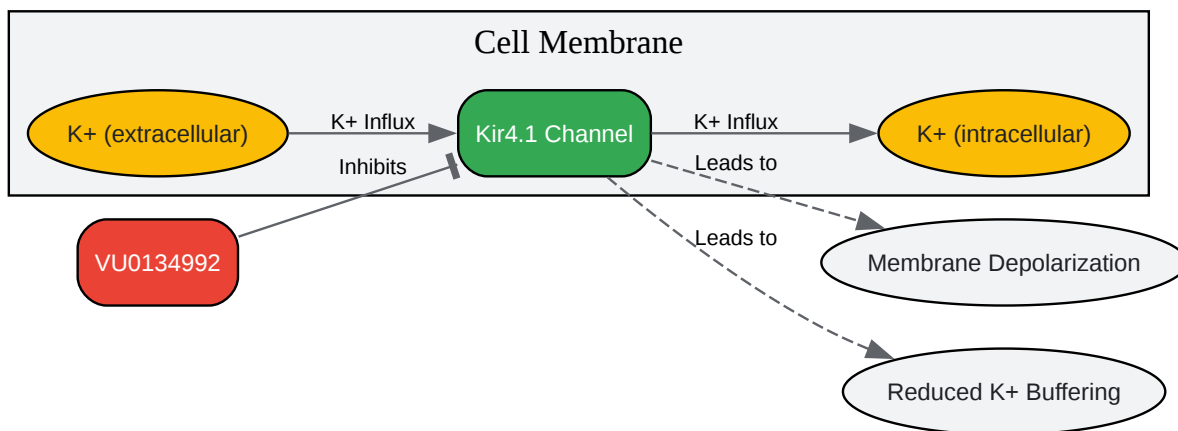 Cell Membrane
K+ (extracellular)
K+ Influx
Kir4.1 Channel
K+ Influx
K+ (intracellular)
Inhibits
Leads to
VU0134992
Leads to
Membrane Depolarization
Reduced K+ Buffering